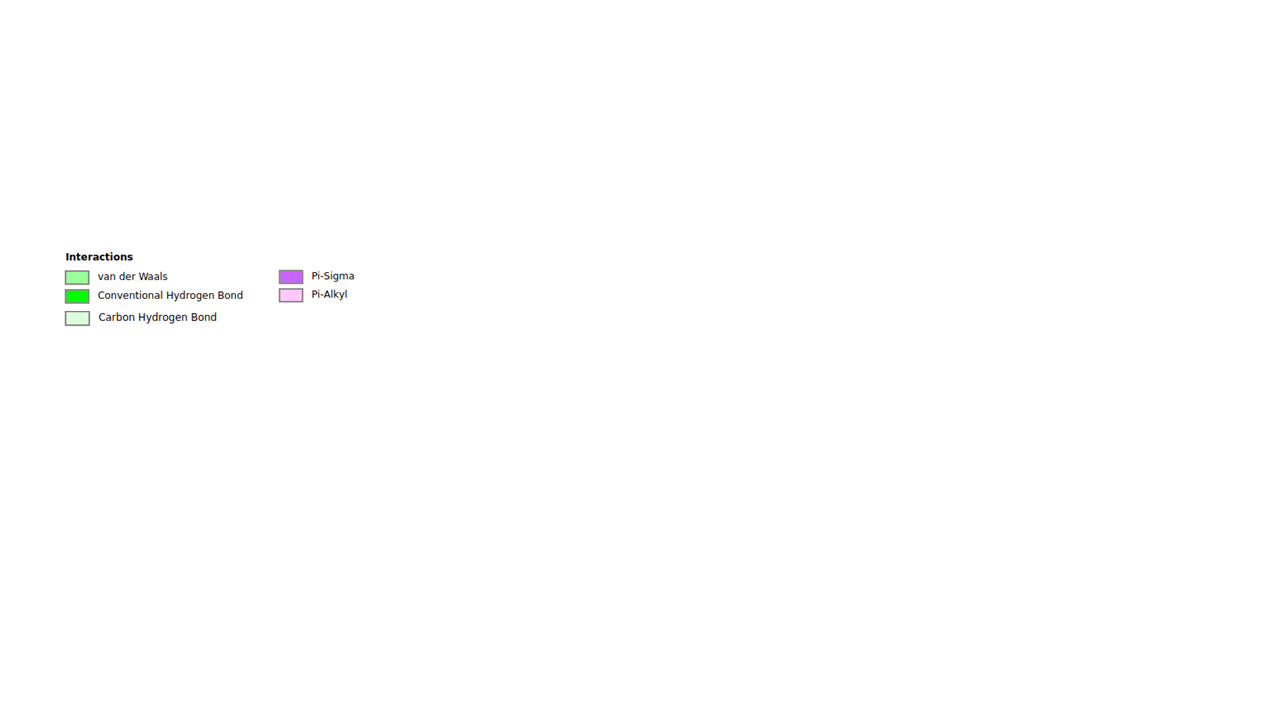 Interactions
van der Waals
Conventional Hydrogen Bond
Carbon Hydrogen Bond
Pi-Sigma
Pi-Alkyl